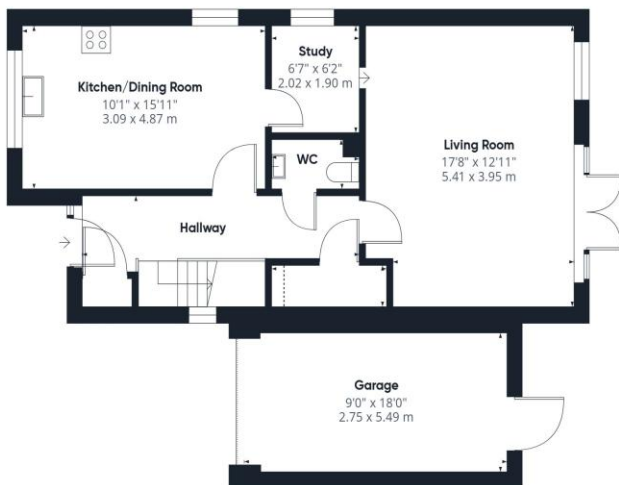 Kitchen/Dining Room
10'1" x 15'11"
3.09 x 4.87 m
Study
6'7" x 6'2"
2.02 x 1.90 m
WC
Living Room
17'8" x 12'11"
5.41 x 3.95 m
Hallway
Garage
9'0" x 18'0"
2.75 x 5.49 m